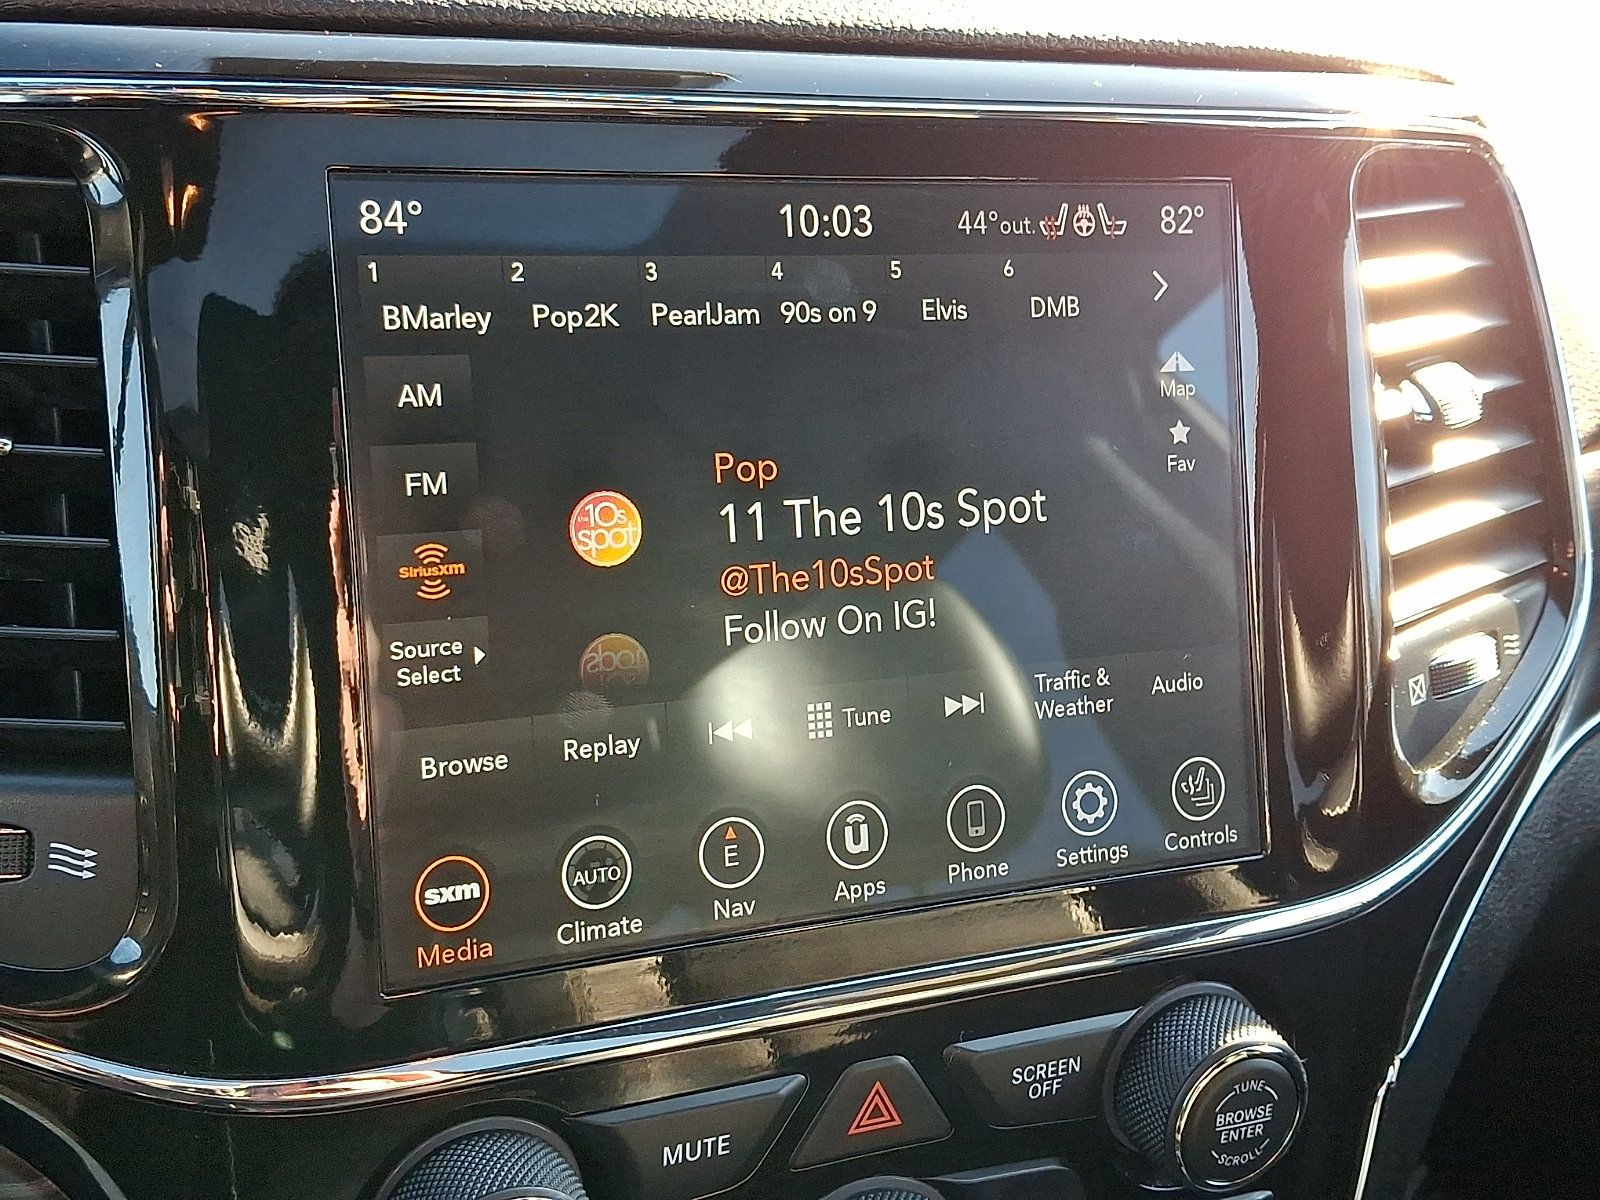 84° 10:03 44°out. 82°
1 2 3 4 5 6
BMarley Pop2K PearlJam 90s on 9 Elvis DMB
AM
FM
SiriusXM
Source
Select
Map
Fav
the 10s
spot
Pop
11 The 10s Spot
@The10sSpot
Follow On IG!
Browse Replay Tune
Traffic &
Weather
Audio
sxm AUTO E u
Media Climate Nav Apps Phone Settings Controls
MUTE
SCREEN
OFF
TUNE
BROWSE
ENTER
SCROLL